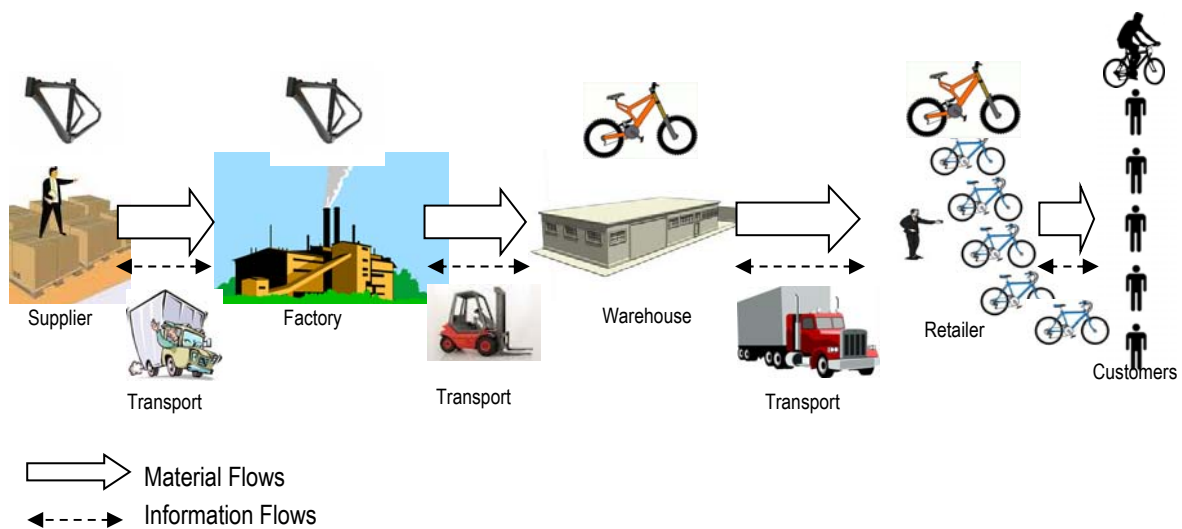 Supplier
Factory
Warehouse
Retailer
Customers
Transport
Transport
Transport
Material Flows
Information Flows